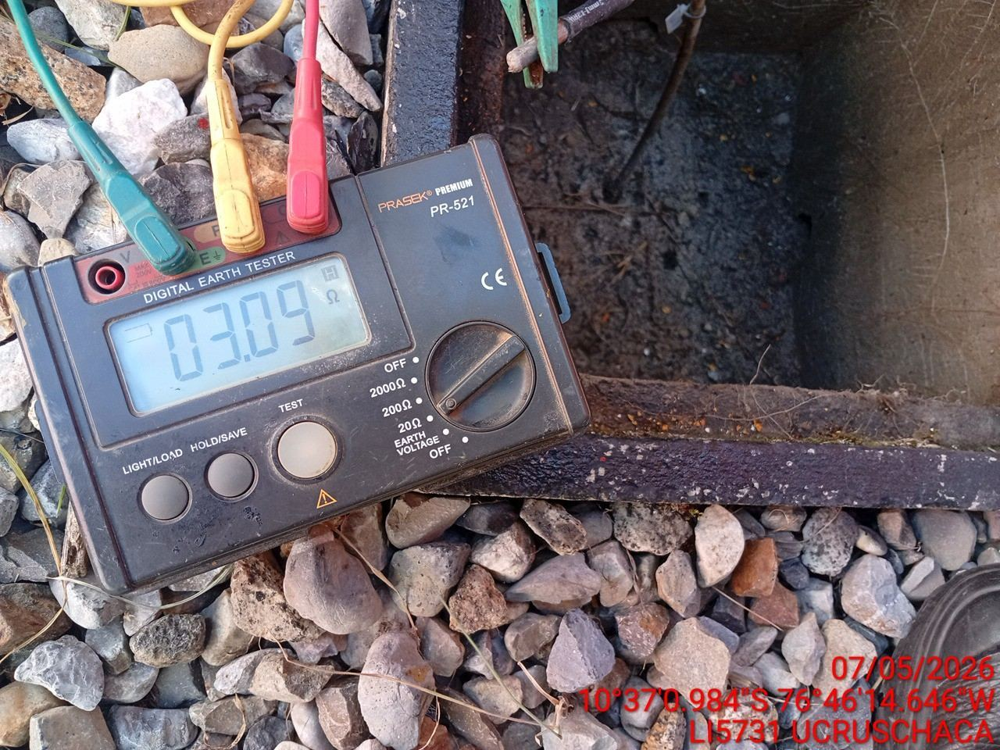 PRASEK® PREMIUM
PR-521
V
E
DIGITAL EARTH TESTER
CE
03.09
H
Ω
OFF
2000Ω
200Ω
20Ω
EARTH
VOLTAGE
OFF
TEST
LIGHT/LOAD
HOLD/SAVE
07/05/2026
10°37'0.984"S 76°46'14.646"W
LI5731 UCRUSCHACA